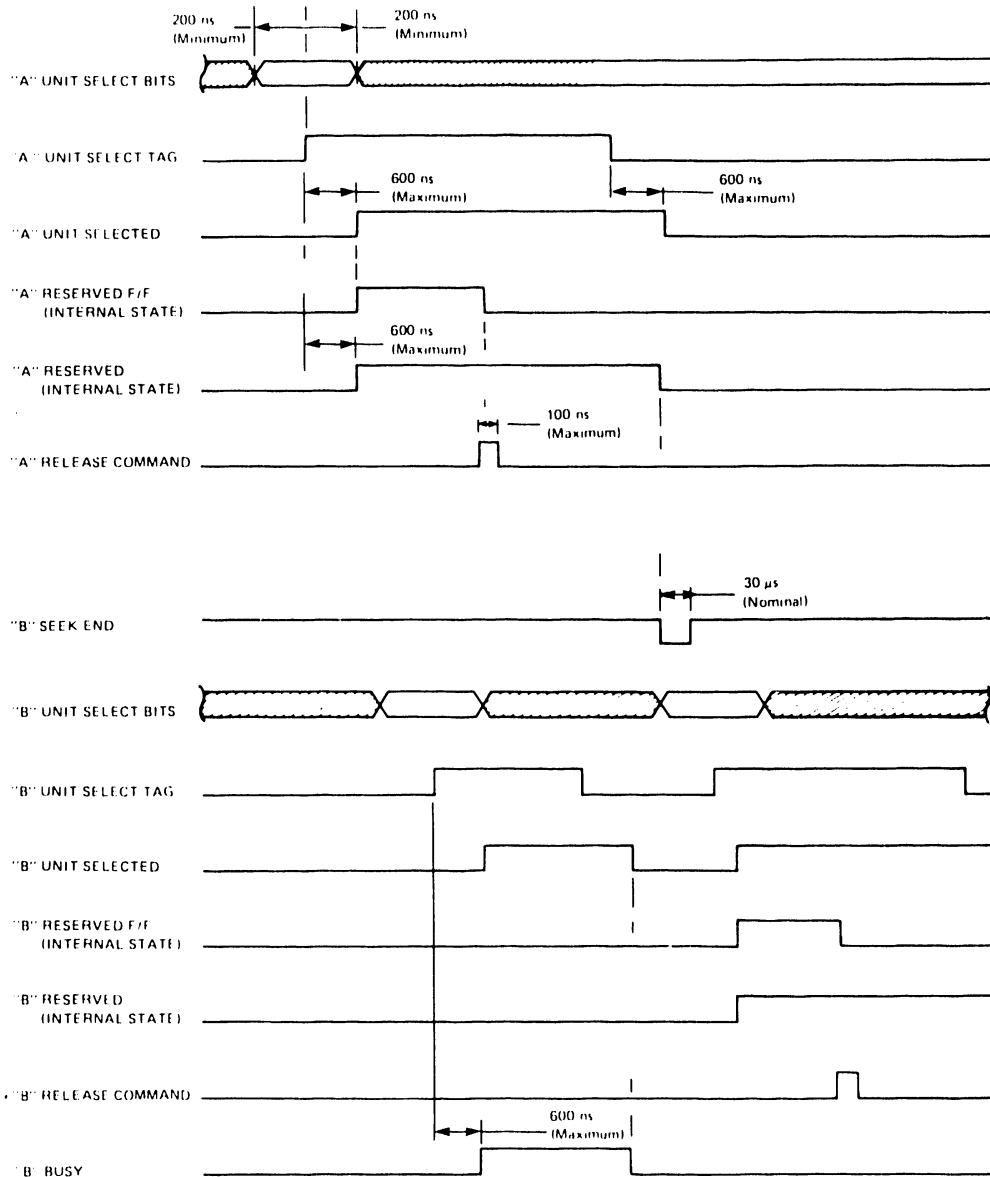 200 ns
(Minimum)
200 ns
(Minimum)
"A" UNIT SELECT BITS
"A" UNIT SELECT TAG
600 ns
(Maximum)
600 ns
(Maximum)
"A" UNIT SELECTED
"A" RESERVED F/F
(INTERNAL STATE)
600 ns
(Maximum)
"A" RESERVED
(INTERNAL STATE)
100 ns
(Maximum)
"A" RELEASE COMMAND
30 µs
(Nominal)
"B" SEEK END
"B" UNIT SELECT BITS
"B" UNIT SELECT TAG
"B" UNIT SELECTED
"B" RESERVED F/F
(INTERNAL STATE)
"B" RESERVED
(INTERNAL STATE)
"B" RELEASE COMMAND
600 ns
(Maximum)
"B" BUSY